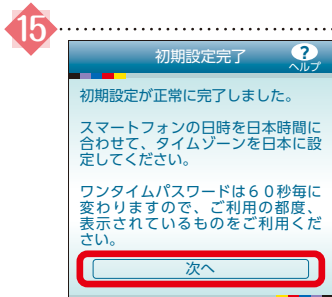 15
初期設定完了
?
ヘルプ
初期設定が正常に完了しました。
スマートフォンの日時を日本時間に
合わせて、タイムゾーンを日本に設
定してください。
ワンタイムパスワードは６０秒毎に
変わりますので、ご利用の都度、
表示されているものをご利用くだ
さい。
次へ